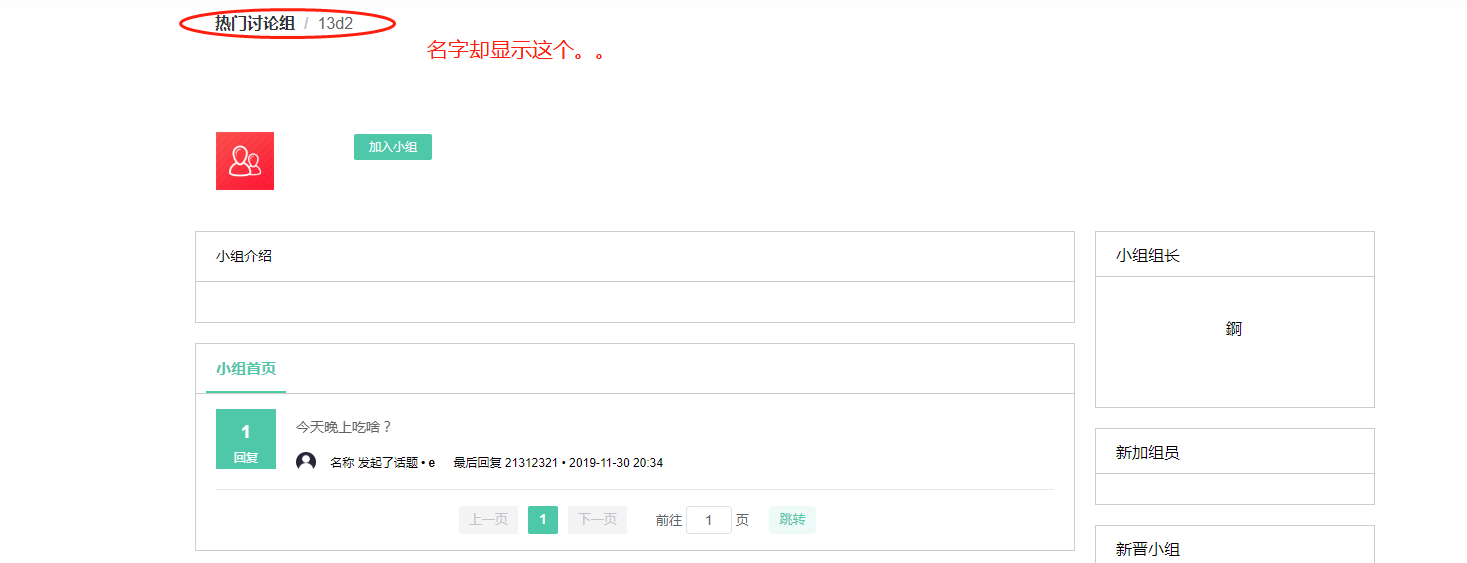 热门讨论组 / 13d2
名字却显示这个。。
加入小组
小组介绍
小组首页
1
回复
今天晚上吃啥？
名称 发起了话题 • e 最后回复 21312321 • 2019-11-30 20:34
上一页 1 下一页 前往 1 页 跳转
小组组长
錒
新加组员
新晋小组